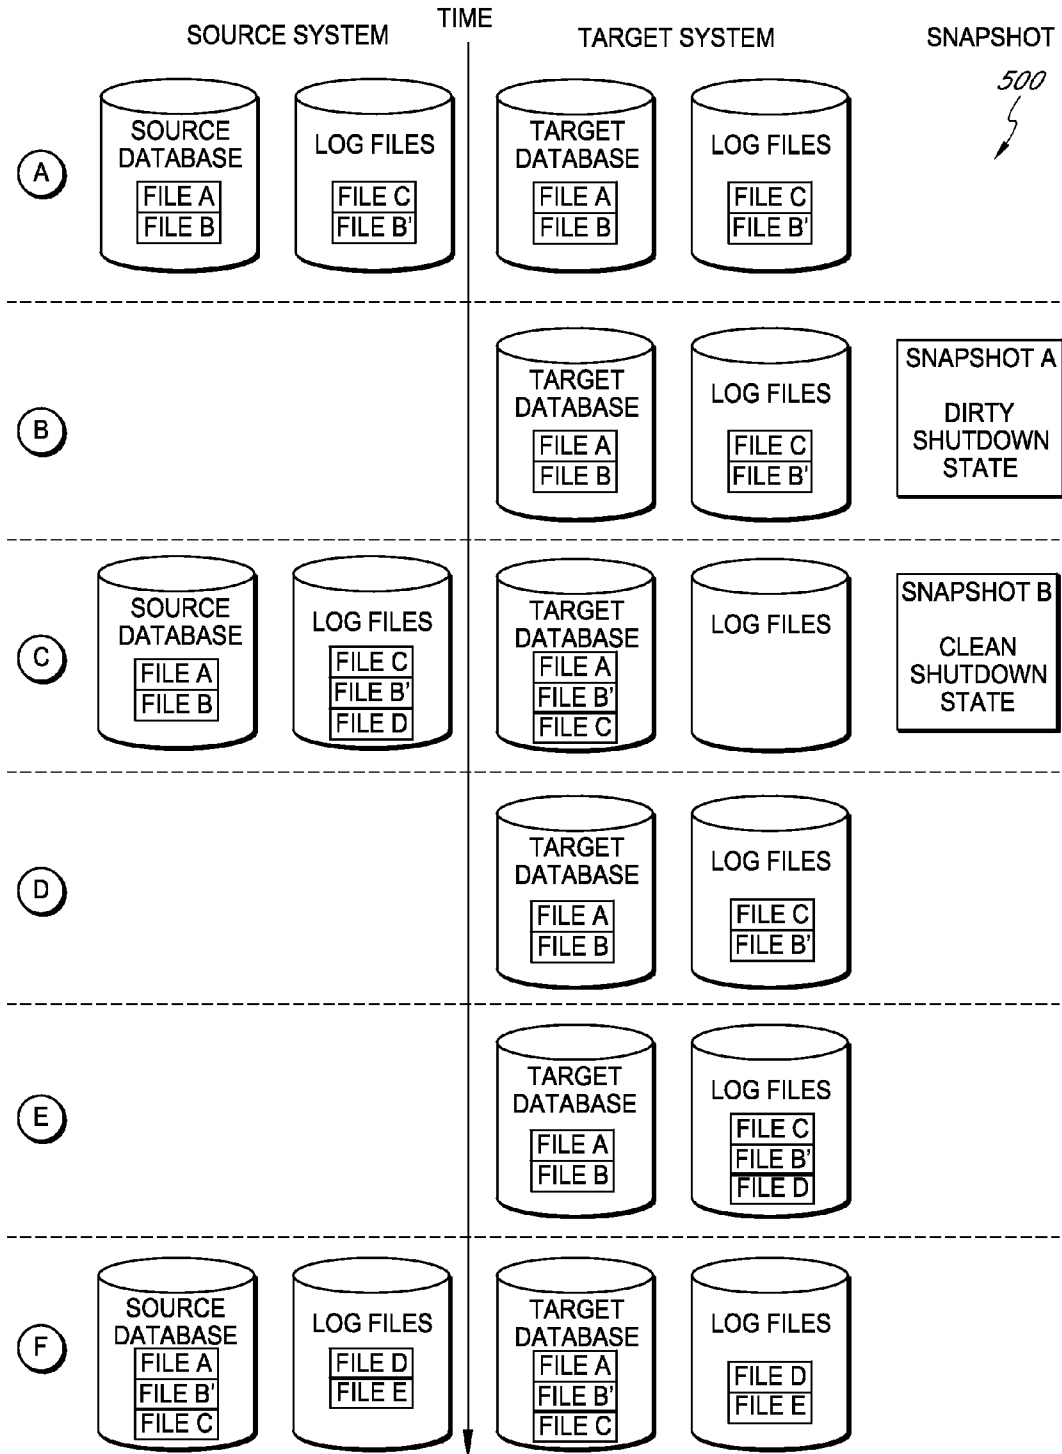 TIME
SOURCE SYSTEM
TARGET SYSTEM
SNAPSHOT
500
A
SOURCE
DATABASE
FILE A
FILE B
LOG FILES
FILE C
FILE B'
TARGET
DATABASE
FILE A
FILE B
LOG FILES
FILE C
FILE B'
B
TARGET
DATABASE
FILE A
FILE B
LOG FILES
FILE C
FILE B'
SNAPSHOT A
DIRTY
SHUTDOWN
STATE
C
SOURCE
DATABASE
FILE A
FILE B
LOG FILES
FILE C
FILE B'
FILE D
TARGET
DATABASE
FILE A
FILE B'
FILE C
LOG FILES
SNAPSHOT B
CLEAN
SHUTDOWN
STATE
D
TARGET
DATABASE
FILE A
FILE B
LOG FILES
FILE C
FILE B'
E
TARGET
DATABASE
FILE A
FILE B
LOG FILES
FILE C
FILE B'
FILE D
F
SOURCE
DATABASE
FILE A
FILE B'
FILE C
LOG FILES
FILE D
FILE E
TARGET
DATABASE
FILE A
FILE B'
FILE C
LOG FILES
FILE D
FILE E